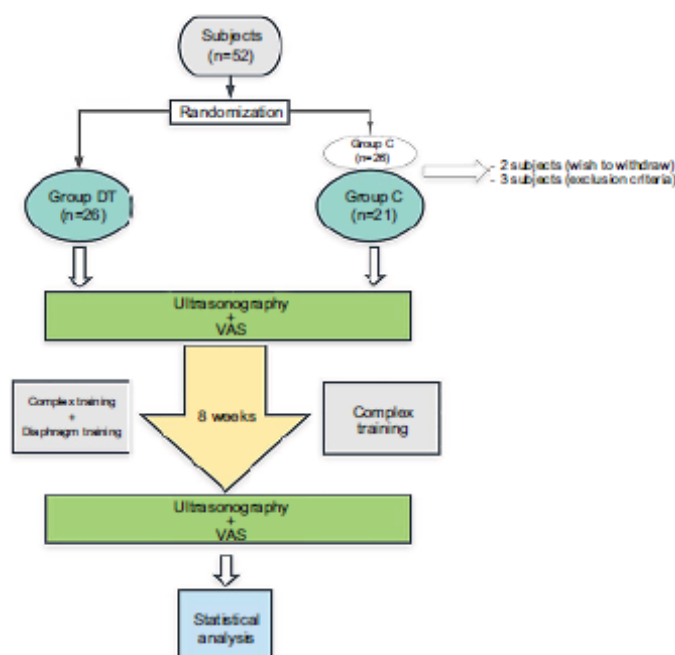 Subjects
(n=52)
Randomization
Group C
(n=26)
- 2 subjects (wish to withdraw)
- 3 subjects (exclusion criteria)
Group DT
(n=26)
Group C
(n=21)
Ultrasonography
+
VAS
Complex training
+
Diaphragm training
8 weeks
Complex
training
Ultrasonography
+
VAS
Statistical
analysis